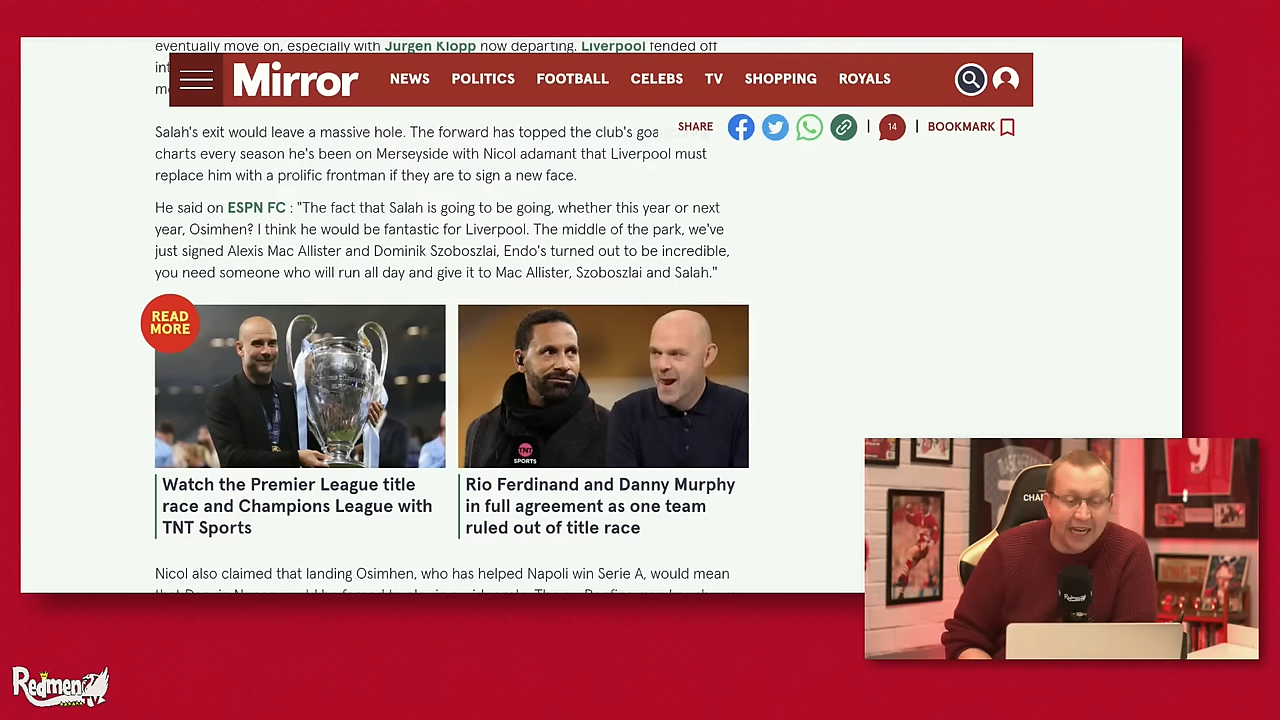 eventually move on, especially with Jurgen Klopp now departing. Liverpool fended off
Mirror
NEWS POLITICS FOOTBALL CELEBS TV SHOPPING ROYALS
Salah's exit would leave a massive hole. The forward has topped the club's
SHARE 14 BOOKMARK
charts every season he's been on Merseyside with Nicol adamant that Liverpool must
replace him with a prolific frontman if they are to sign a new face.
He said on ESPN FC : "The fact that Salah is going to be going, whether this year or next
year, Osimhen? I think he would be fantastic for Liverpool. The middle of the park, we've
just signed Alexis Mac Allister and Dominik Szoboszlai, Endo's turned out to be incredible,
you need someone who will run all day and give it to Mac Allister, Szoboszlai and Salah."
READ
MORE
TNT
SPORTS
Watch the Premier League title
race and Champions League with
TNT Sports
Rio Ferdinand and Danny Murphy
in full agreement as one team
ruled out of title race
Nicol also claimed that landing Osimhen, who has helped Napoli win Serie A, would mean
CHA
9
Redmen
Redmen
TV